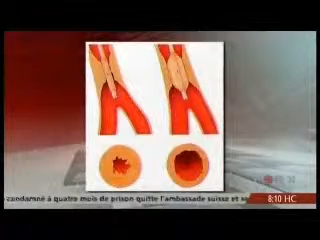 condamné à quatre mois de prison quitte l'ambassade suisse et
8:10 HC